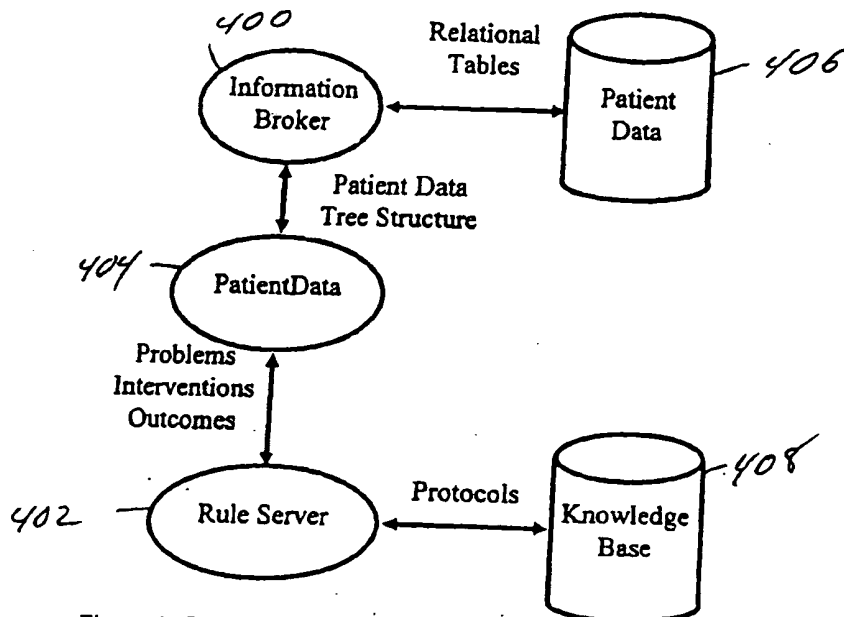 400
Information
Broker
Relational
Tables
406
Patient
Data
Patient Data
Tree Structure
404
PatientData
Problems
Interventions
Outcomes
402
Rule Server
Protocols
408
Knowledge
Base